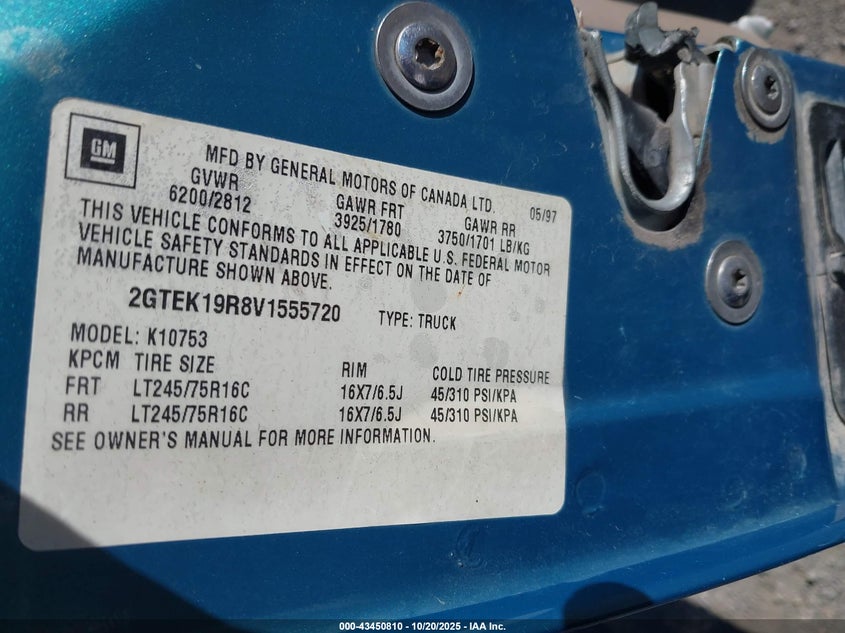 GM
MFD BY GENERAL MOTORS OF CANADA LTD. 05/97
GVWR GAWR FRT GAWR RR
6200/2812 3925/1780 3750/1701 LB/KG
THIS VEHICLE CONFORMS TO ALL APPLICABLE U.S. FEDERAL MOTOR
VEHICLE SAFETY STANDARDS IN EFFECT ON THE DATE OF
MANUFACTURE SHOWN ABOVE.
2GTEK19R8V1555720 TYPE: TRUCK
MODEL: K10753
KPCM TIRE SIZE RIM COLD TIRE PRESSURE
FRT LT245/75R16C 16X7/6.5J 45/310 PSI/KPA
RR LT245/75R16C 16X7/6.5J 45/310 PSI/KPA
SEE OWNER'S MANUAL FOR MORE INFORMATION.
000-43450810 - 10/20/2025 - IAA Inc.